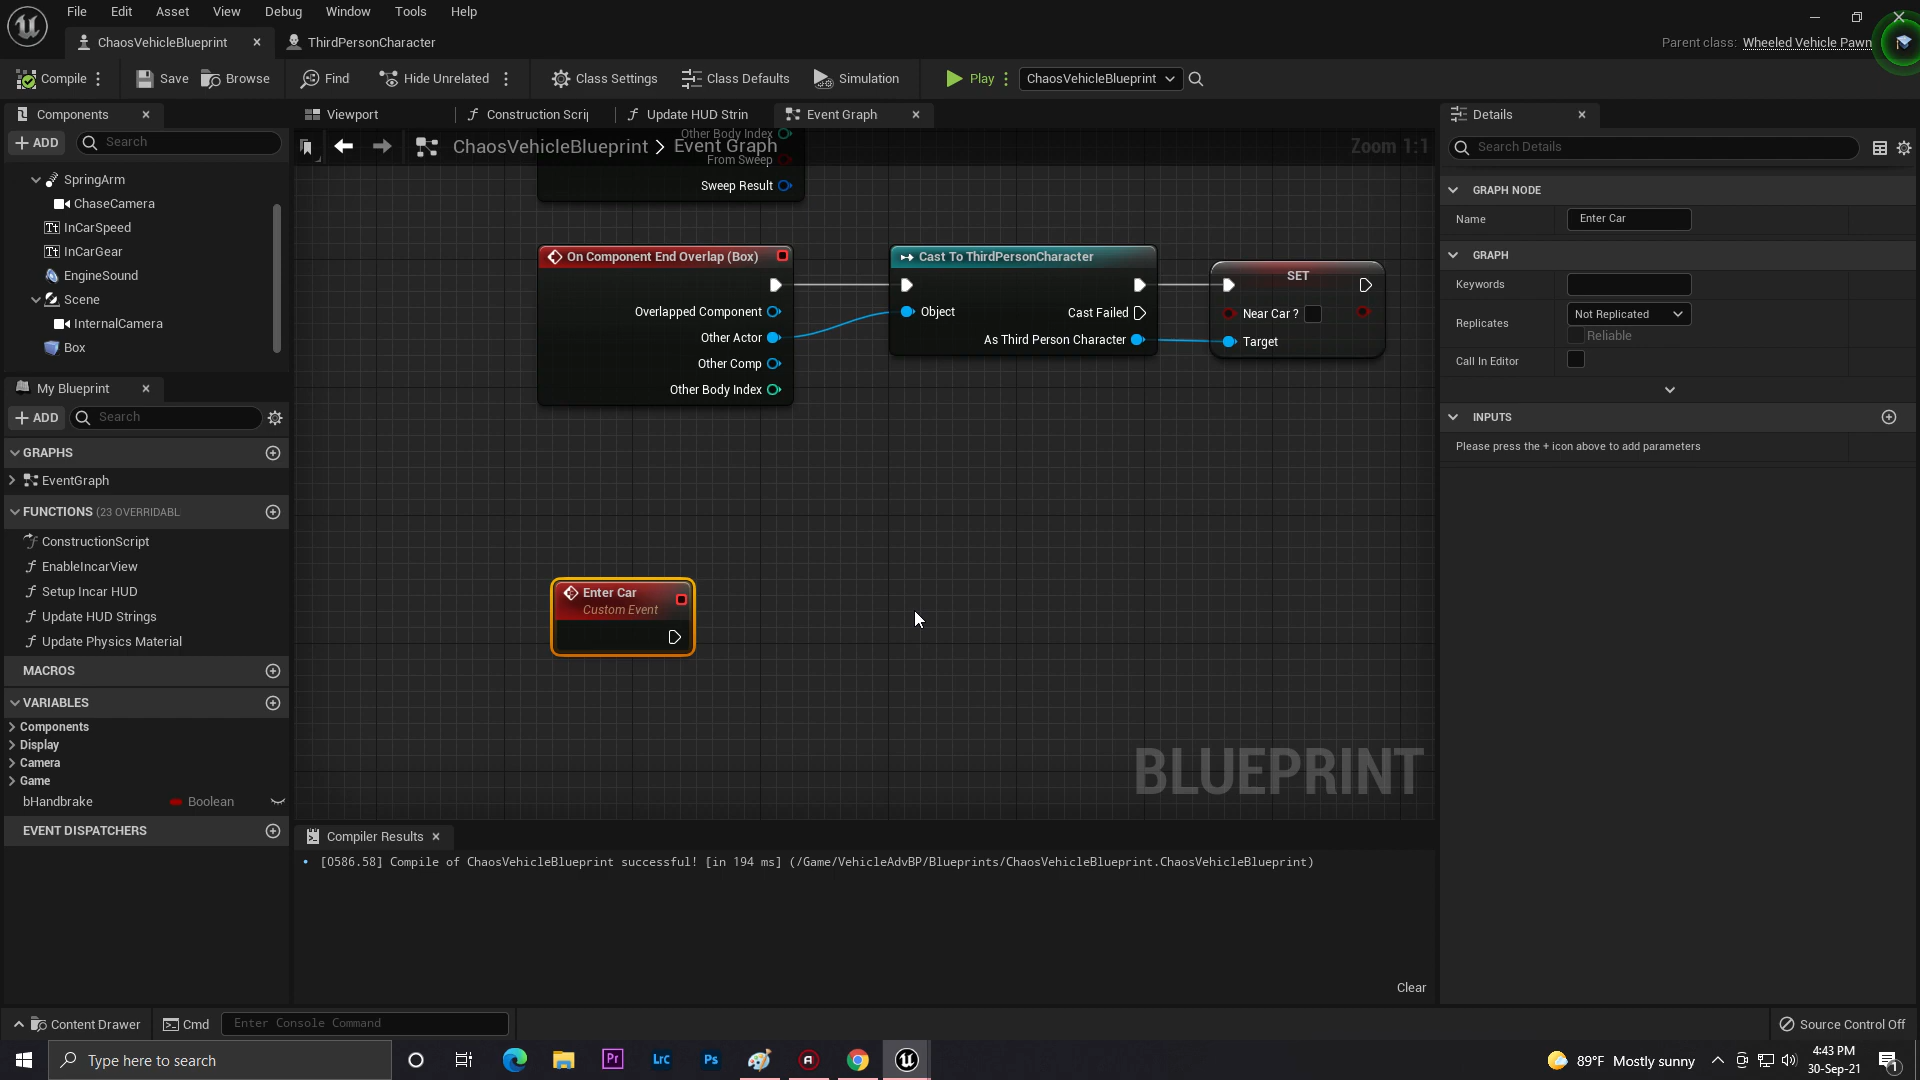 File Edit Asset View Debug Window Tools Help
ChaosVehicleBlueprint ThirdPersonCharacter
Parent class: Wheeled Vehicle Pawn
Compile Save Browse Find Hide Unrelated Class Settings Class Defaults Simulation Play ChaosVehicleBlueprint
Components
Viewport Construction Scrip Update HUD Strin Event Graph
Details
ADD Search
ChaosVehicleBlueprint > Event Graph
Zoom 1:1
Search Details
SpringArm
ChaseCamera
InCarSpeed
InCarGear
EngineSound
Scene
InternalCamera
Box
Other Body Index
From Sweep
Sweep Result
On Component End Overlap (Box)
Overlapped Component
Other Actor
Other Comp
Other Body Index
Cast To ThirdPersonCharacter
Object
Cast Failed
As Third Person Character
SET
Near Car ?
Target
GRAPH NODE
Name Enter Car
GRAPH
Keywords
Replicates Not Replicated
Reliable
Call In Editor
INPUTS
Please press the + icon above to add parameters
My Blueprint
ADD Search
GRAPHS
EventGraph
FUNCTIONS (23 OVERRIDABL
ConstructionScript
EnableIncarView
Setup Incar HUD
Update HUD Strings
Update Physics Material
MACROS
VARIABLES
Components
Display
Camera
Game
bHandbrake Boolean
EVENT DISPATCHERS
Enter Car
Custom Event
BLUEPRINT
Compiler Results
[0586.58] Compile of ChaosVehicleBlueprint successful! [in 194 ms] (/Game/VehicleAdvBP/Blueprints/ChaosVehicleBlueprint.ChaosVehicleBlueprint)
Clear
Content Drawer Cmd Enter Console Command
Source Control Off
Type here to search
Pr Lrc Ps
89°F Mostly sunny
4:43 PM
30-Sep-21
1